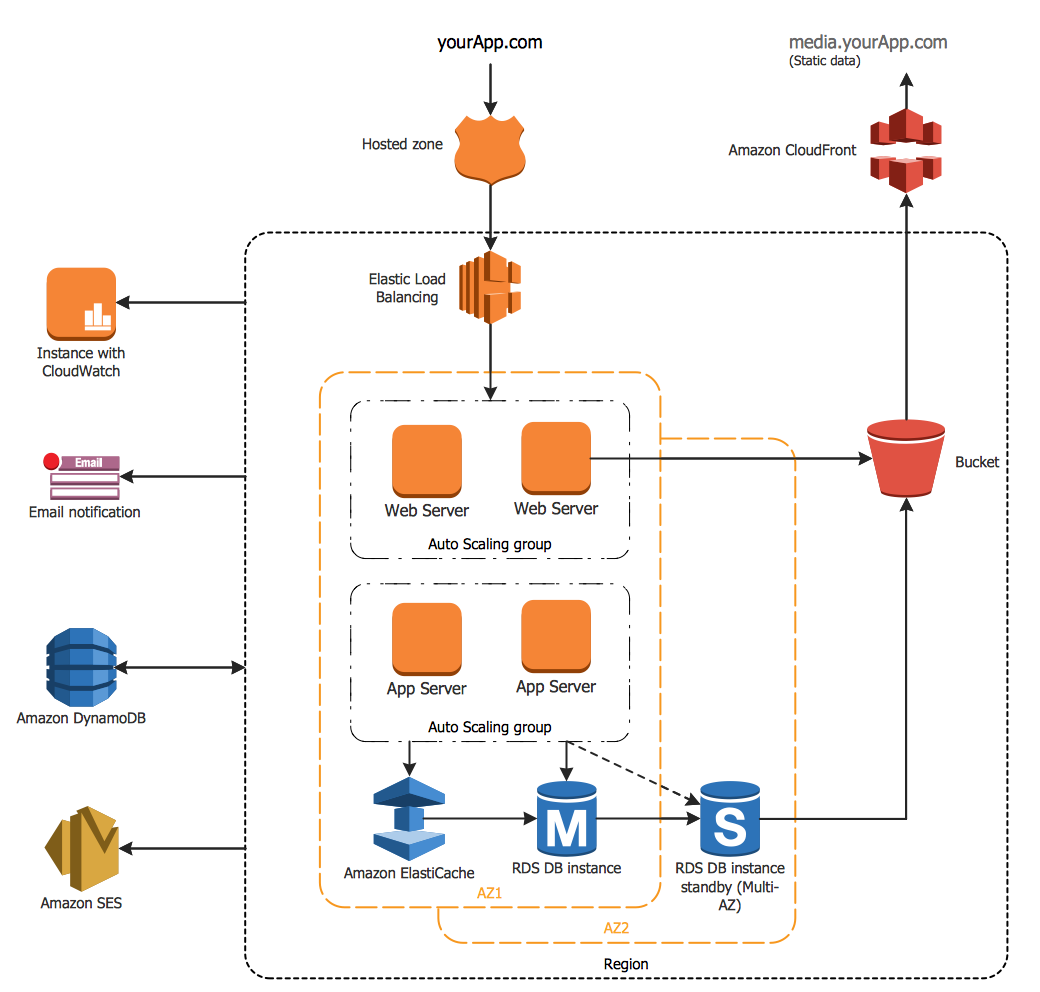 yourApp.com
media.yourApp.com
(Static data)
Hosted zone
Amazon CloudFront
Elastic Load
Balancing
Instance with
CloudWatch
Web Server
Web Server
Bucket
Auto Scaling group
Email
Email notification
App Server
App Server
Auto Scaling group
Amazon DynamoDB
M
S
Amazon ElastiCache
RDS DB instance
RDS DB instance
standby (Multi-
AZ)
AZ1
Amazon SES
AZ2
Region